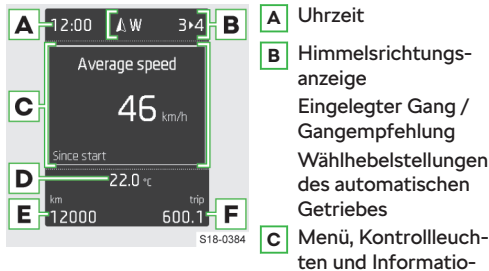 A 12:00 W 3▸4 B
Average speed
C 46 km/h
Since start
D 22.0 °C
km trip
E 12000 600.1 F
S18-0384
A Uhrzeit
B Himmelsrichtungs-
anzeige
Eingelegter Gang /
Gangempfehlung
Wählhebelstellungen
des automatischen
Getriebes
C Menü, Kontrollleuch-
ten und Informatio-